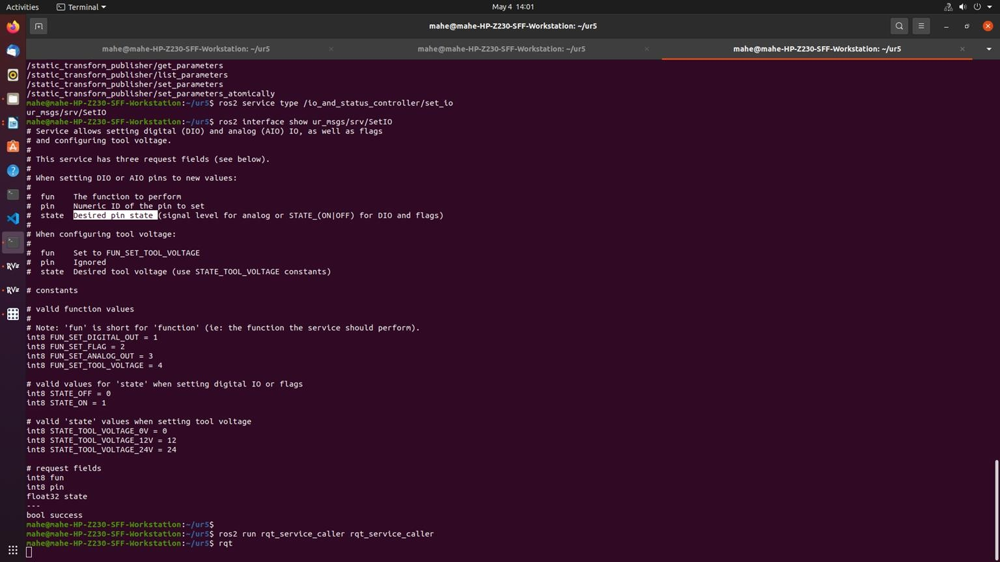 Activities
Terminal
May 4 14:01
mahe@mahe-HP-Z230-SFF-Workstation: ~/ur5
mahe@mahe-HP-Z230-SFF-Workstation: ~/ur5
mahe@mahe-HP-Z230-SFF-Workstation: ~/ur5
mahe@mahe-HP-Z230-SFF-Workstation: ~/ur5
/static_transform_publisher/get_parameters
/static_transform_publisher/list_parameters
/static_transform_publisher/set_parameters
/static_transform_publisher/set_parameters_atomically
mahe@mahe-HP-Z230-SFF-Workstation:~/ur5$ ros2 service type /io_and_status_controller/set_io
ur_msgs/srv/SetIO
mahe@mahe-HP-Z230-SFF-Workstation:~/ur5$ ros2 interface show ur_msgs/srv/SetIO
# Service allows setting digital (DIO) and analog (AIO) IO, as well as flags
# and configuring tool voltage.
#
# This service has three request fields (see below).
#
# When setting DIO or AIO pins to new values:
#
#  fun    The function to perform
#  pin    Numeric ID of the pin to set
#  state  Desired pin state (signal level for analog or STATE_(ON|OFF) for DIO and flags)
#
# When configuring tool voltage:
#
#  fun    Set to FUN_SET_TOOL_VOLTAGE
#  pin    Ignored
#  state  Desired tool voltage (use STATE_TOOL_VOLTAGE constants)
# constants
# valid function values
#
# Note: 'fun' is short for 'function' (ie: the function the service should perform).
int8 FUN_SET_DIGITAL_OUT = 1
int8 FUN_SET_FLAG = 2
int8 FUN_SET_ANALOG_OUT = 3
int8 FUN_SET_TOOL_VOLTAGE = 4
# valid values for 'state' when setting digital IO or flags
int8 STATE_OFF = 0
int8 STATE_ON = 1
# valid 'state' values when setting tool voltage
int8 STATE_TOOL_VOLTAGE_0V = 0
int8 STATE_TOOL_VOLTAGE_12V = 12
int8 STATE_TOOL_VOLTAGE_24V = 24
# request fields
int8 fun
int8 pin
float32 state
---
bool success
mahe@mahe-HP-Z230-SFF-Workstation:~/ur5$
mahe@mahe-HP-Z230-SFF-Workstation:~/ur5$ ros2 run rqt_service_caller rqt_service_caller
mahe@mahe-HP-Z230-SFF-Workstation:~/ur5$ rqt
RViz
RViz